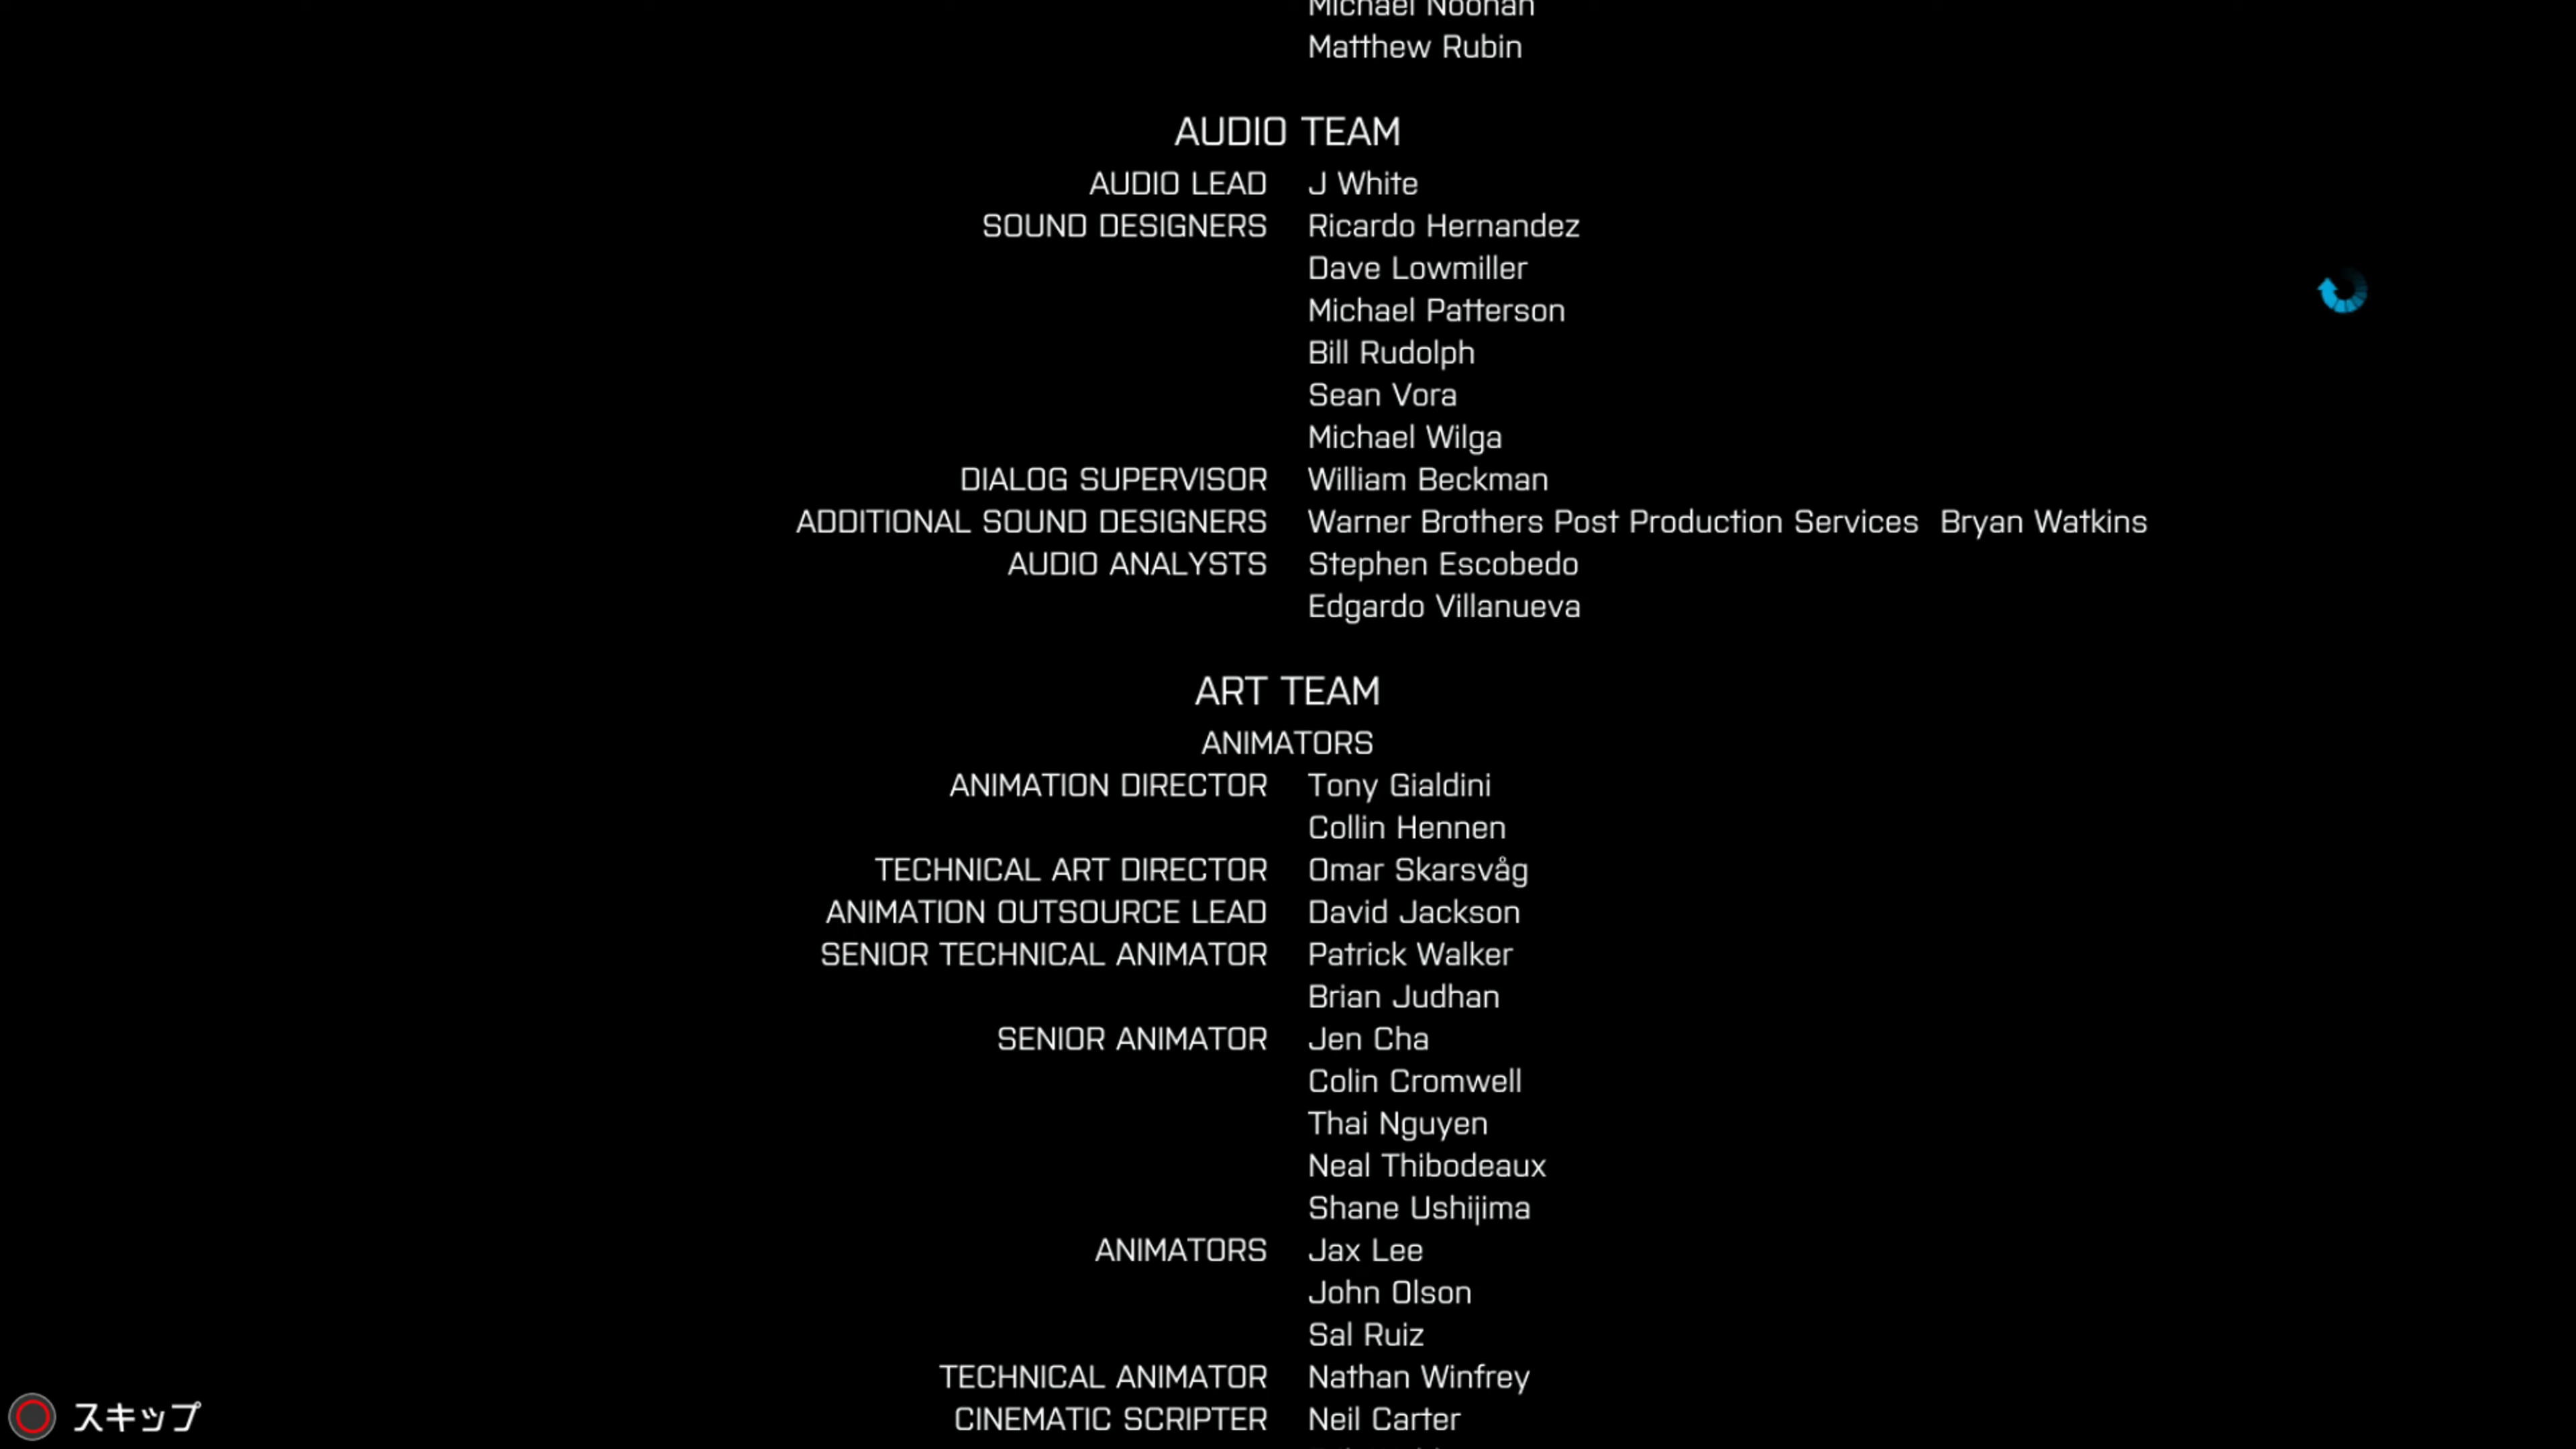 Michael Noonan
Matthew Rubin
AUDIO TEAM
AUDIO LEAD J White
SOUND DESIGNERS Ricardo Hernandez
Dave Lowmiller
Michael Patterson
Bill Rudolph
Sean Vora
Michael Wilga
DIALOG SUPERVISOR William Beckman
ADDITIONAL SOUND DESIGNERS Warner Brothers Post Production Services Bryan Watkins
AUDIO ANALYSTS Stephen Escobedo
Edgardo Villanueva
ART TEAM
ANIMATORS
ANIMATION DIRECTOR Tony Gialdini
Collin Hennen
TECHNICAL ART DIRECTOR Omar Skarsvåg
ANIMATION OUTSOURCE LEAD David Jackson
SENIOR TECHNICAL ANIMATOR Patrick Walker
Brian Judhan
SENIOR ANIMATOR Jen Cha
Colin Cromwell
Thai Nguyen
Neal Thibodeaux
Shane Ushijima
ANIMATORS Jax Lee
John Olson
Sal Ruiz
TECHNICAL ANIMATOR Nathan Winfrey
CINEMATIC SCRIPTER Neil Carter
スキップ